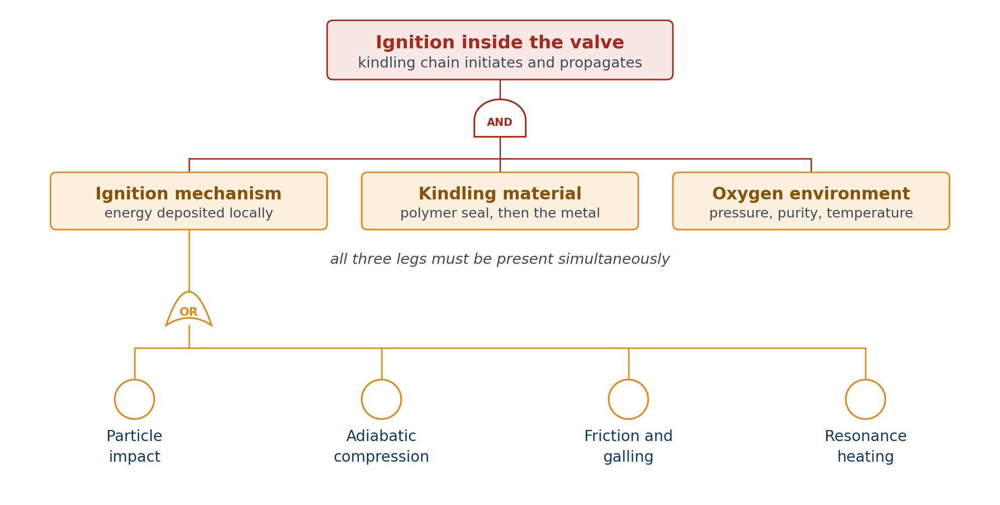 Ignition inside the valve
kindling chain initiates and propagates
AND
Ignition mechanism
energy deposited locally
Kindling material
polymer seal, then the metal
Oxygen environment
pressure, purity, temperature
all three legs must be present simultaneously
OR
Particle
impact
Adiabatic
compression
Friction and
galling
Resonance
heating